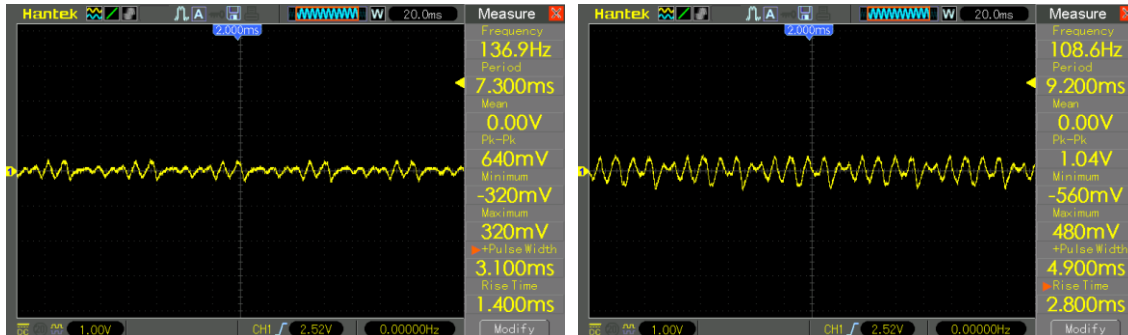 Hantek A W 20.0ms Measure
2.000ms
Frequency
136.9Hz
Period
7.300ms
Mean
0.00V
Pk-Pk
640mV
Minimum
-320mV
Maximum
320mV
+Pulse Width
3.100ms
Rise Time
1.400ms
1
DC 1.00V CH1 2.52V 0.00000Hz Modify
Hantek A W 20.0ms Measure
2.000ms
Frequency
108.6Hz
Period
9.200ms
Mean
0.00V
Pk-Pk
1.04V
Minimum
-560mV
Maximum
480mV
+Pulse Width
4.900ms
Rise Time
2.800ms
1
DC 1.00V CH1 2.52V 0.00000Hz Modify